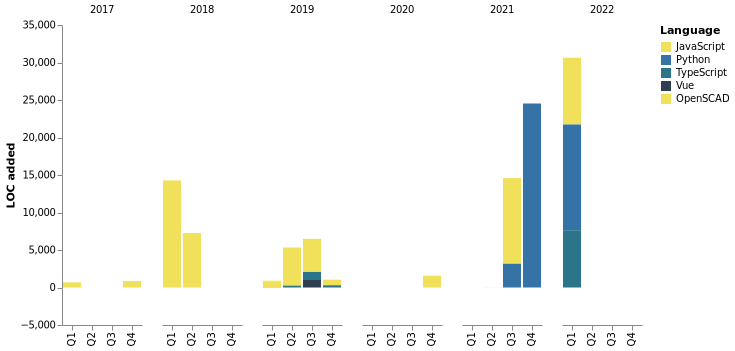 2017 2018 2019 2020 2021 2022
35,000
30,000
25,000
20,000
15,000
10,000
5,000
0
−5,000
LOC added
Q1 Q2 Q3 Q4 Q1 Q2 Q3 Q4 Q1 Q2 Q3 Q4 Q1 Q2 Q3 Q4 Q1 Q2 Q3 Q4 Q1 Q2 Q3 Q4
Language
JavaScript
Python
TypeScript
Vue
OpenSCAD